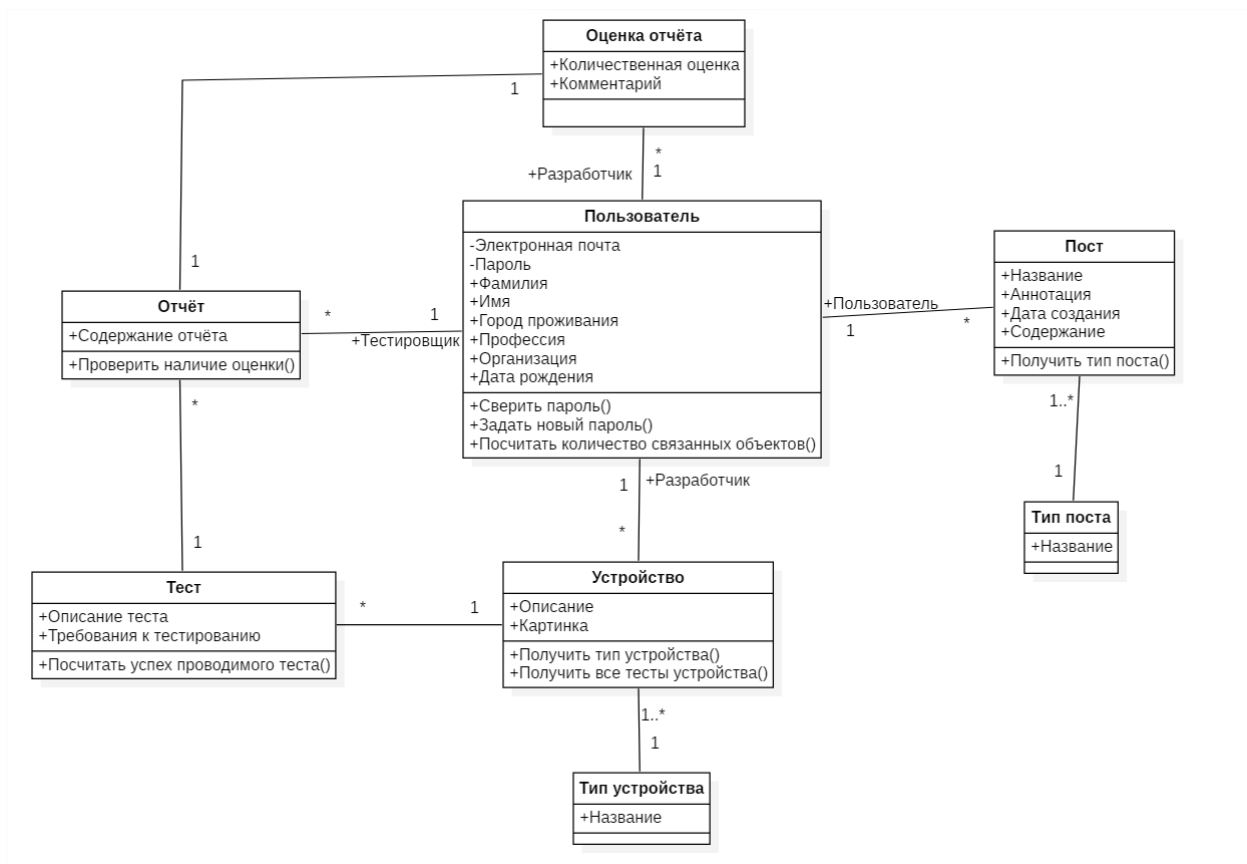 Оценка отчёта
+Количественная оценка
+Комментарий
1
*
+Разработчик
1
Пользователь
-Электронная почта
-Пароль
+Фамилия
+Имя
+Город проживания
+Профессия
+Организация
+Дата рождения
+Сверить пароль()
+Задать новый пароль()
+Посчитать количество связанных объектов()
+Пользователь
1
*
Пост
+Название
+Аннотация
+Дата создания
+Содержание
+Получить тип поста()
1..*
1
Тип поста
+Название
1
Отчёт
+Содержание отчёта
+Проверить наличие оценки()
*
1
+Тестировщик
*
1
1
+Разработчик
*
Тест
+Описание теста
+Требования к тестированию
+Посчитать успех проводимого теста()
*
1
Устройство
+Описание
+Картинка
+Получить тип устройства()
+Получить все тесты устройства()
1..*
1
Тип устройства
+Название